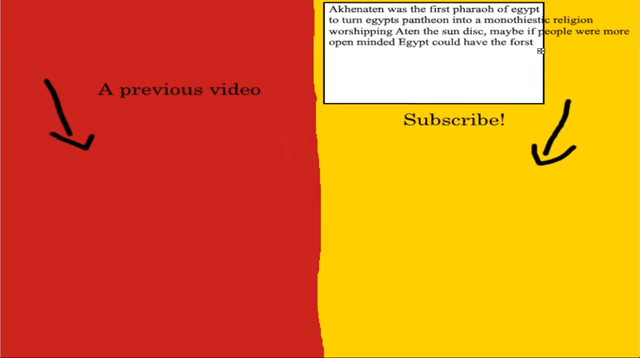 Akhenaten was the first pharaoh of egypt
to turn egypts pantheon into a monothiestic religion
worshipping Aten the sun disc, maybe if people were more
open minded Egypt could have the forst
A previous video
Subscribe!